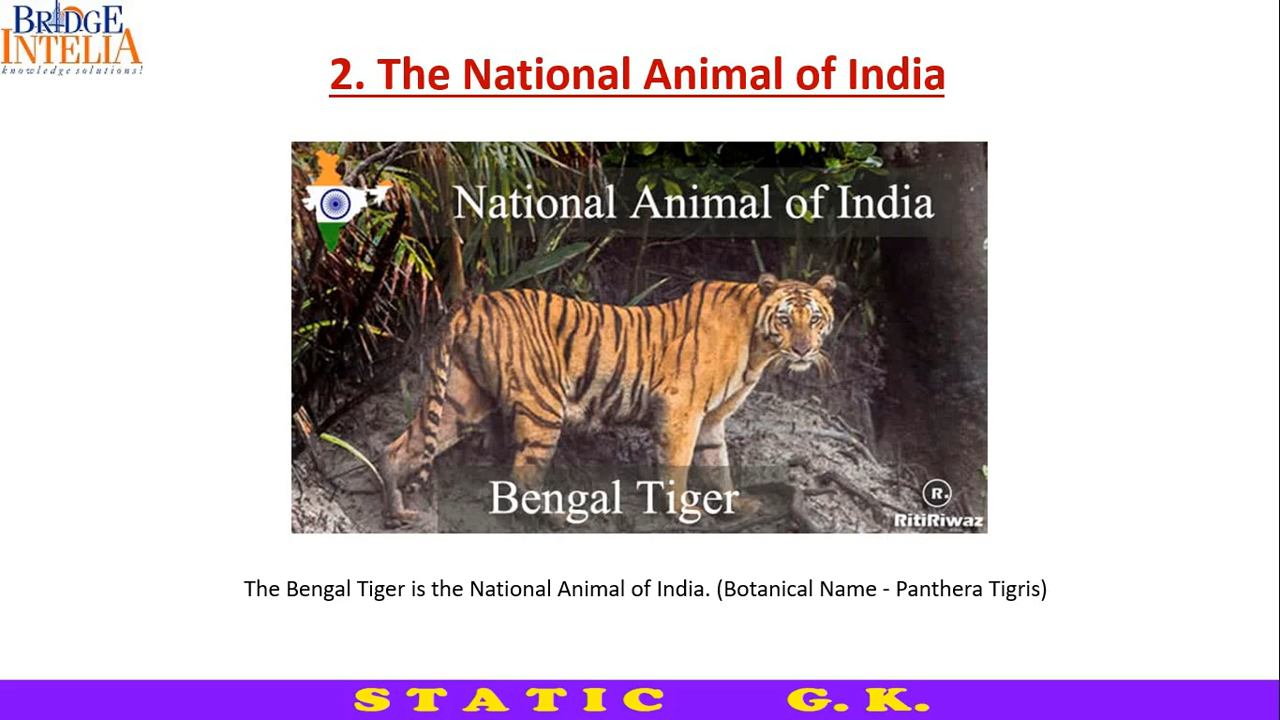 BRIDGE
INTELIA
knowledge solutions!
2. The National Animal of India
National Animal of India
Bengal Tiger
R.
RitiRiwaz
The Bengal Tiger is the National Animal of India. (Botanical Name - Panthera Tigris)
STATIC G.K.